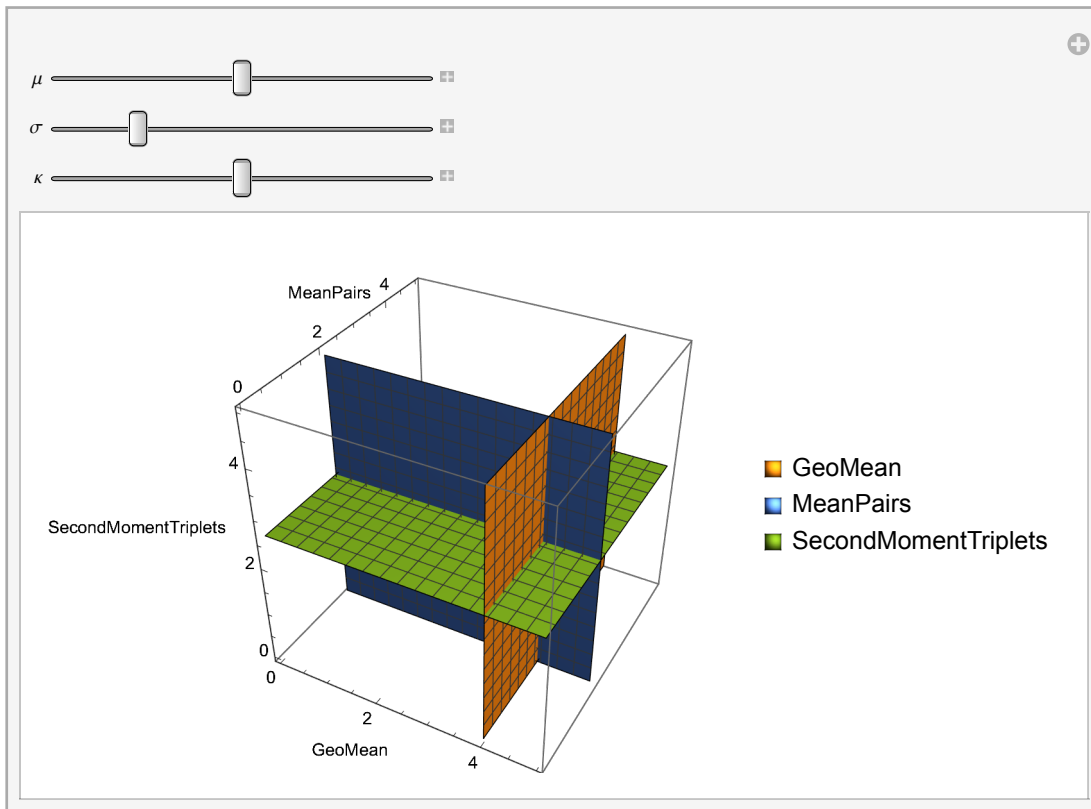 μ
σ
κ
MeanPairs
4
2
0
4
SecondMomentTriplets
2
0
0
2
GeoMean
4
GeoMean
MeanPairs
SecondMomentTriplets